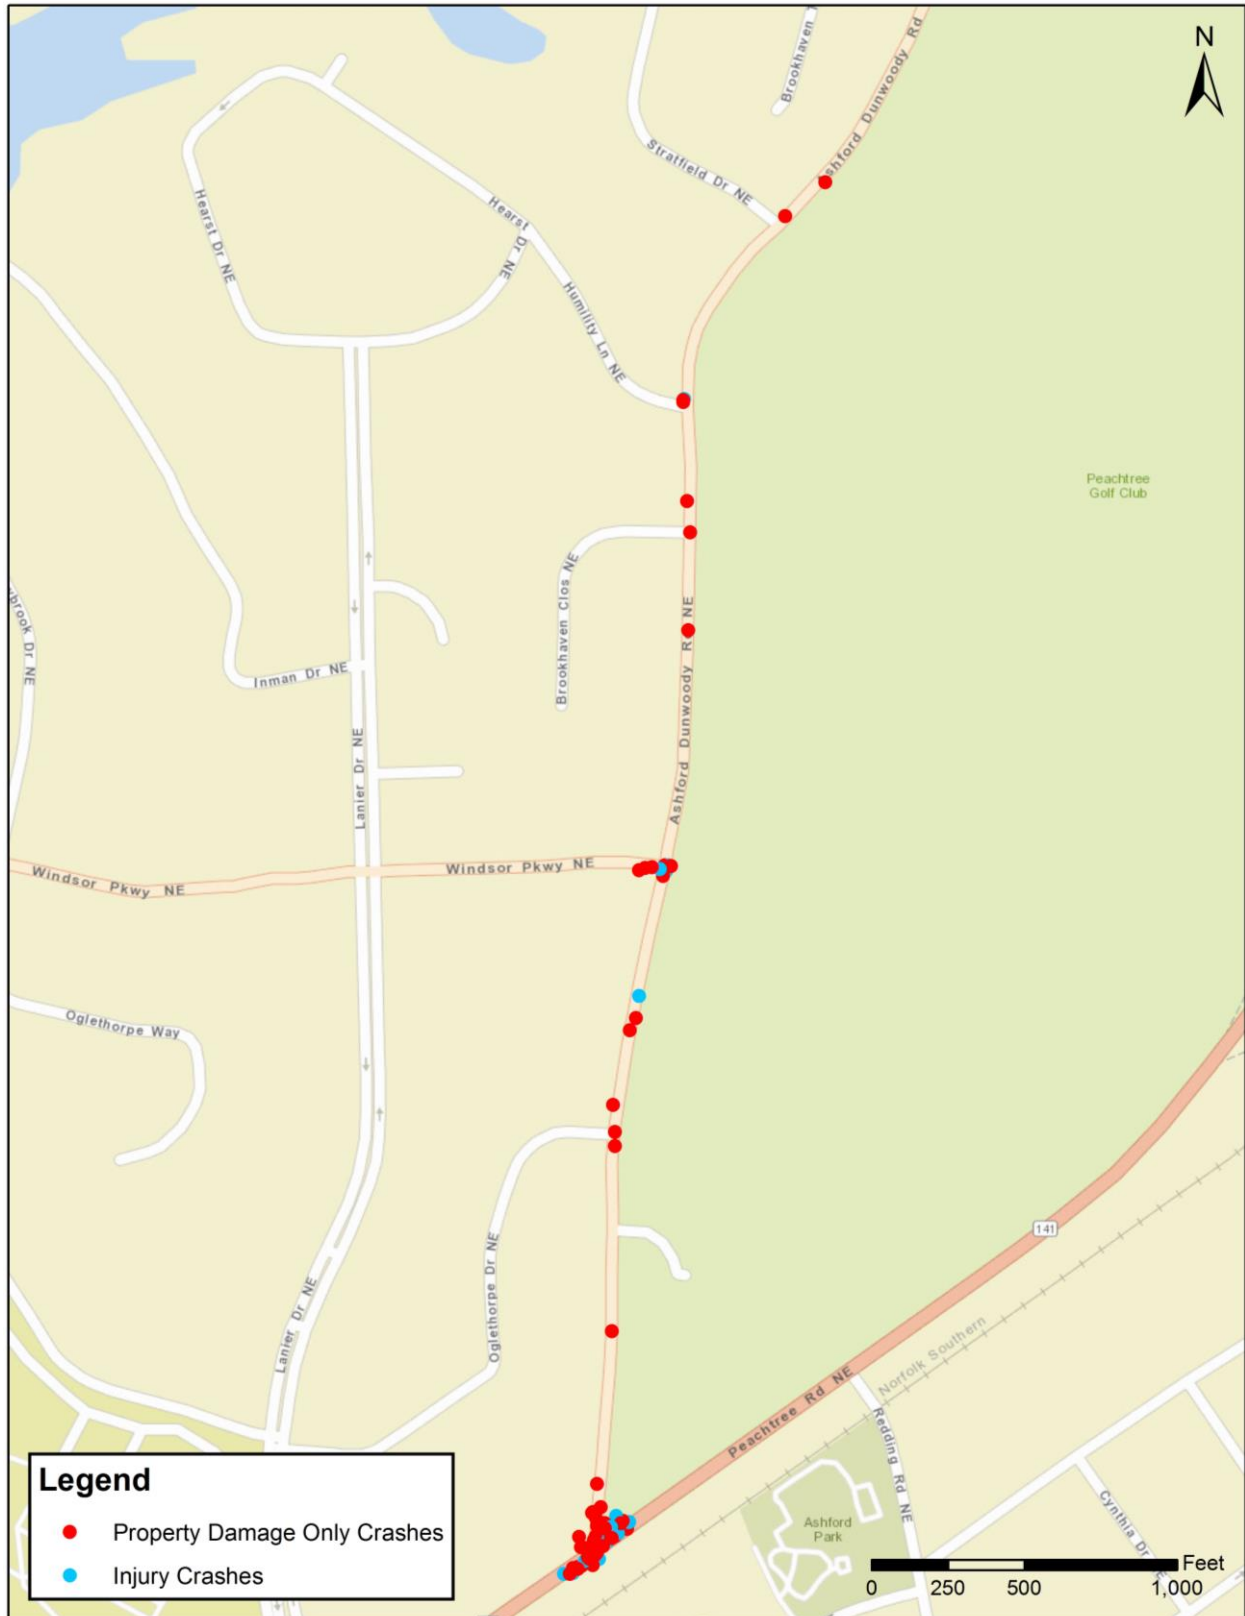 N
Brookhaven
Ashford Dunwoody Rd
Stratfield Dr NE
Hearst
Dr NE
Hearst Dr NE
Humility Ln NE
Peachtree
Golf Club
Brookhaven Clos NE
ybrook Dr NE
Inman Dr NE
Ashford Dunwoody R NE
Lanier Dr NE
Windsor Pkwy NE
Windsor Pkwy NE
Oglethorpe Way
141
Oglethorpe Dr NE
Lanier Dr NE
Norfolk Southern
Peachtree Rd NE
Redding Rd NE
Cynthia Dr
Ashford
Park
Legend
Property Damage Only Crashes
Injury Crashes
Feet
0 250 500 1,000